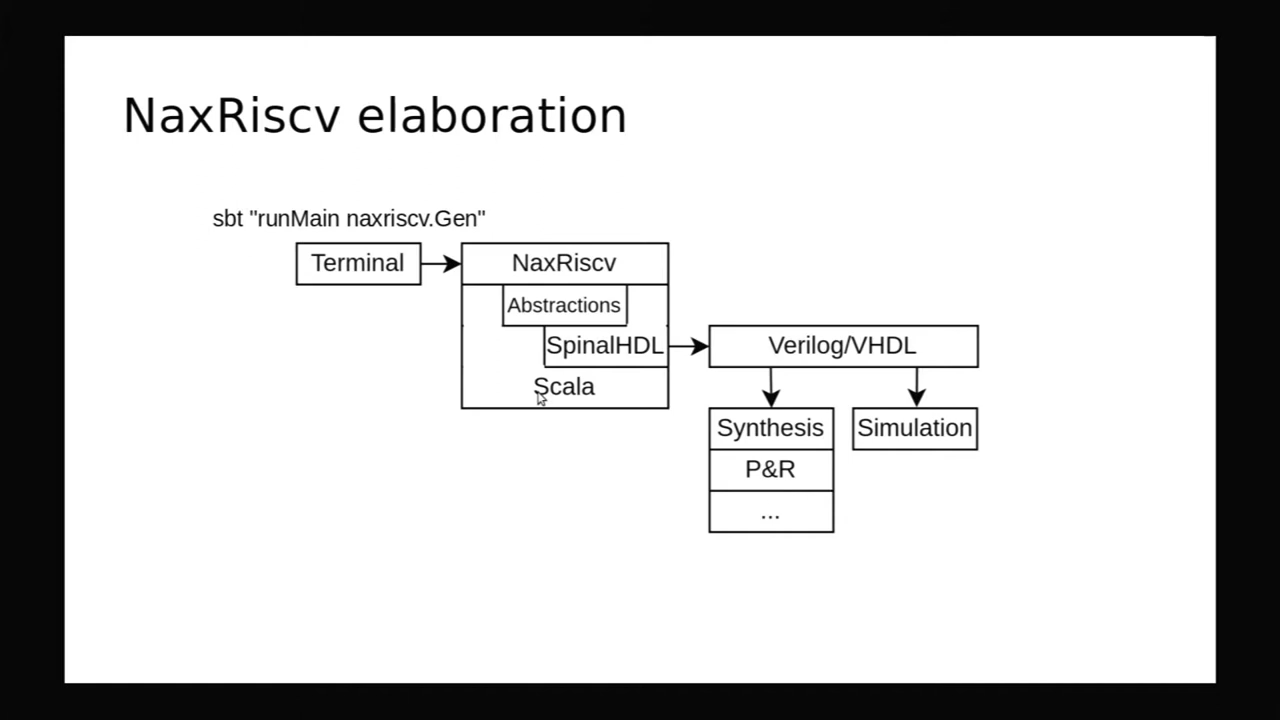 NaxRiscv elaboration
sbt "runMain naxriscv.Gen"
Terminal
NaxRiscv
Abstractions
SpinalHDL
Verilog/VHDL
Scala
Synthesis
Simulation
P&R
...